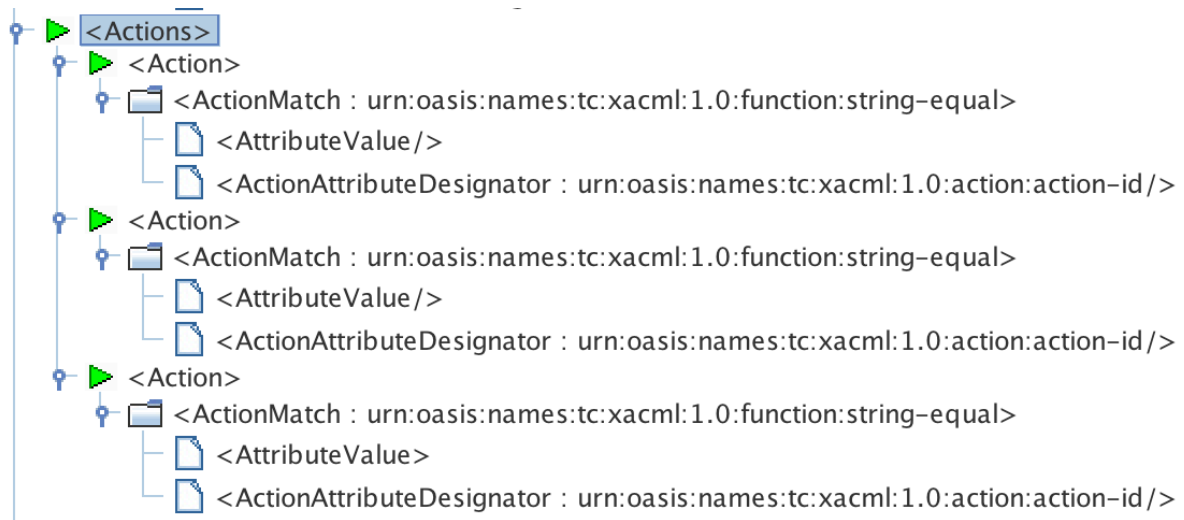 <Actions>
<Action>
<ActionMatch : urn:oasis:names:tc:xacml:1.0:function:string-equal>
<AttributeValue/>
<ActionAttributeDesignator : urn:oasis:names:tc:xacml:1.0:action:action-id/>
<Action>
<ActionMatch : urn:oasis:names:tc:xacml:1.0:function:string-equal>
<AttributeValue/>
<ActionAttributeDesignator : urn:oasis:names:tc:xacml:1.0:action:action-id/>
<Action>
<ActionMatch : urn:oasis:names:tc:xacml:1.0:function:string-equal>
<AttributeValue>
<ActionAttributeDesignator : urn:oasis:names:tc:xacml:1.0:action:action-id/>